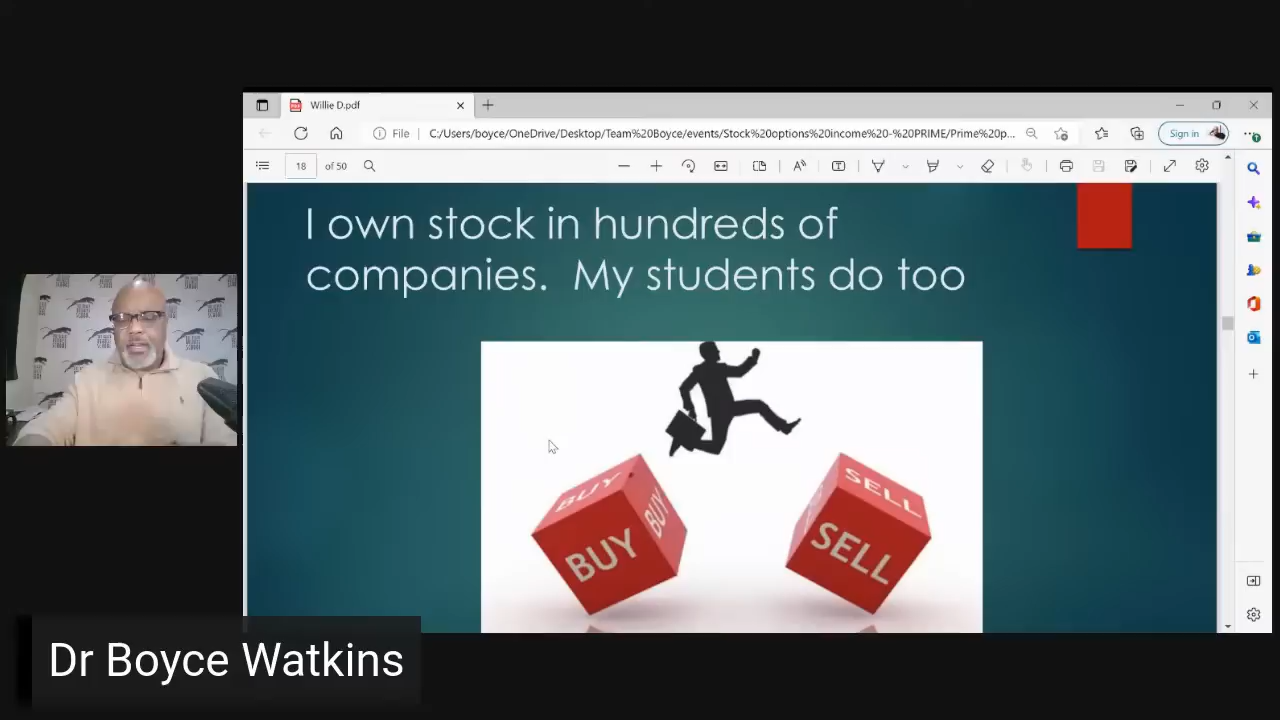 Willie D.pdf
File
C:/Users/boyce/OneDrive/Desktop/Team%20Boyce/events/Stock%20options%20income%20-%20PRIME/Prime%20p...
Sign in
18
of 50
I own stock in hundreds of
companies. My students do too
BUY
BUY
BUY
SELL
SELL
Dr Boyce Watkins